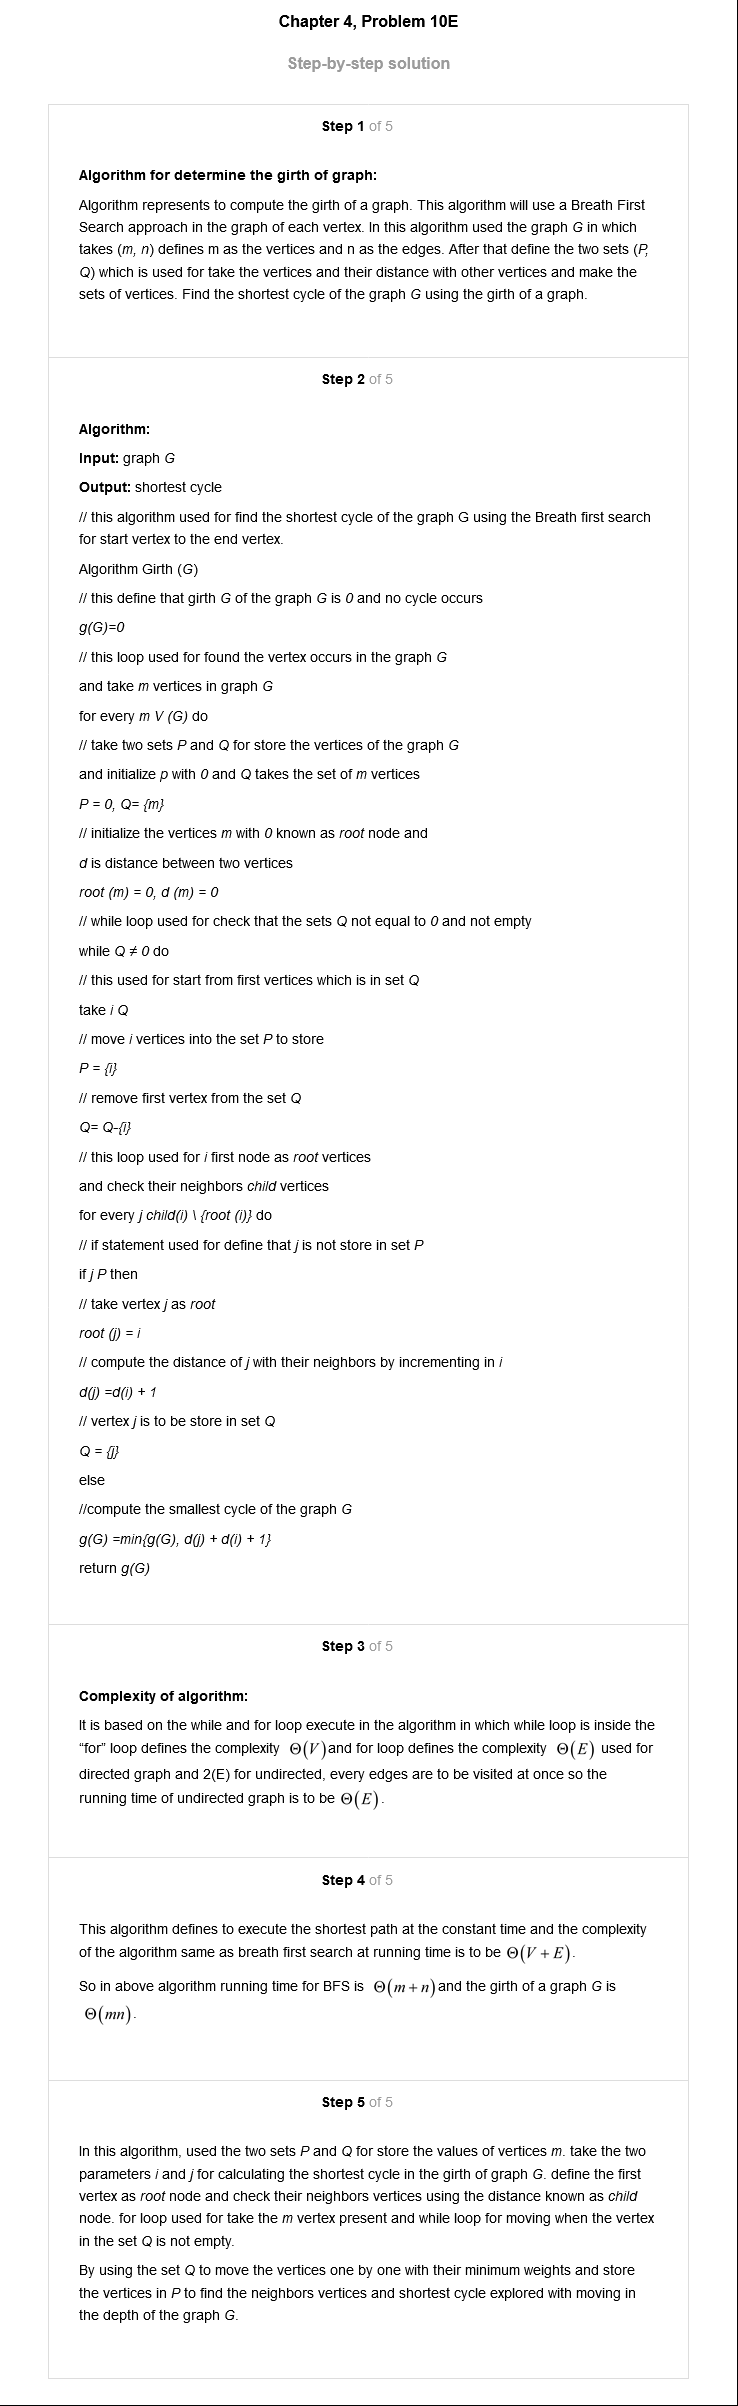 Chapter 4, Problem 10E
Step-by-step solution
Step 1 of 5
Algorithm for determine the girth of graph:
Algorithm represents to compute the girth of a graph. This algorithm will use a Breath First
Search approach in the graph of each vertex. In this algorithm used the graph G in which
takes (m, n) defines m as the vertices and n as the edges. After that define the two sets (P,
Q) which is used for take the vertices and their distance with other vertices and make the
sets of vertices. Find the shortest cycle of the graph G using the girth of a graph.
Step 2 of 5
Algorithm:
Input: graph G
Output: shortest cycle
// this algorithm used for find the shortest cycle of the graph G using the Breath first search
for start vertex to the end vertex.
Algorithm Girth (G)
// this define that girth G of the graph G is 0 and no cycle occurs
g(G)=0
// this loop used for found the vertex occurs in the graph G
and take m vertices in graph G
for every m V (G) do
// take two sets P and Q for store the vertices of the graph G
and initialize p with 0 and Q takes the set of m vertices
P = 0, Q= {m}
// initialize the vertices m with 0 known as root node and
d is distance between two vertices
root (m) = 0, d (m) = 0
// while loop used for check that the sets Q not equal to 0 and not empty
while Q ≠ 0 do
// this used for start from first vertices which is in set Q
take i Q
// move i vertices into the set P to store
P = {i}
// remove first vertex from the set Q
Q= Q-{i}
// this loop used for i first node as root vertices
and check their neighbors child vertices
for every j child(i) \ {root (i)} do
// if statement used for define that j is not store in set P
if j P then
// take vertex j as root
root (j) = i
// compute the distance of j with their neighbors by incrementing in i
d(j) =d(i) + 1
// vertex j is to be store in set Q
Q = {j}
else
//compute the smallest cycle of the graph G
g(G) =min{g(G), d(j) + d(i) + 1}
return g(G)
Step 3 of 5
Complexity of algorithm:
It is based on the while and for loop execute in the algorithm in which while loop is inside the
“for” loop defines the complexity Θ(V) and for loop defines the complexity Θ(E) used for
directed graph and 2(E) for undirected, every edges are to be visited at once so the
running time of undirected graph is to be Θ(E).
Step 4 of 5
This algorithm defines to execute the shortest path at the constant time and the complexity
of the algorithm same as breath first search at running time is to be Θ(V + E).
So in above algorithm running time for BFS is Θ(m+n) and the girth of a graph G is
Θ(mn).
Step 5 of 5
In this algorithm, used the two sets P and Q for store the values of vertices m. take the two
parameters i and j for calculating the shortest cycle in the girth of graph G. define the first
vertex as root node and check their neighbors vertices using the distance known as child
node. for loop used for take the m vertex present and while loop for moving when the vertex
in the set Q is not empty.
By using the set Q to move the vertices one by one with their minimum weights and store
the vertices in P to find the neighbors vertices and shortest cycle explored with moving in
the depth of the graph G.